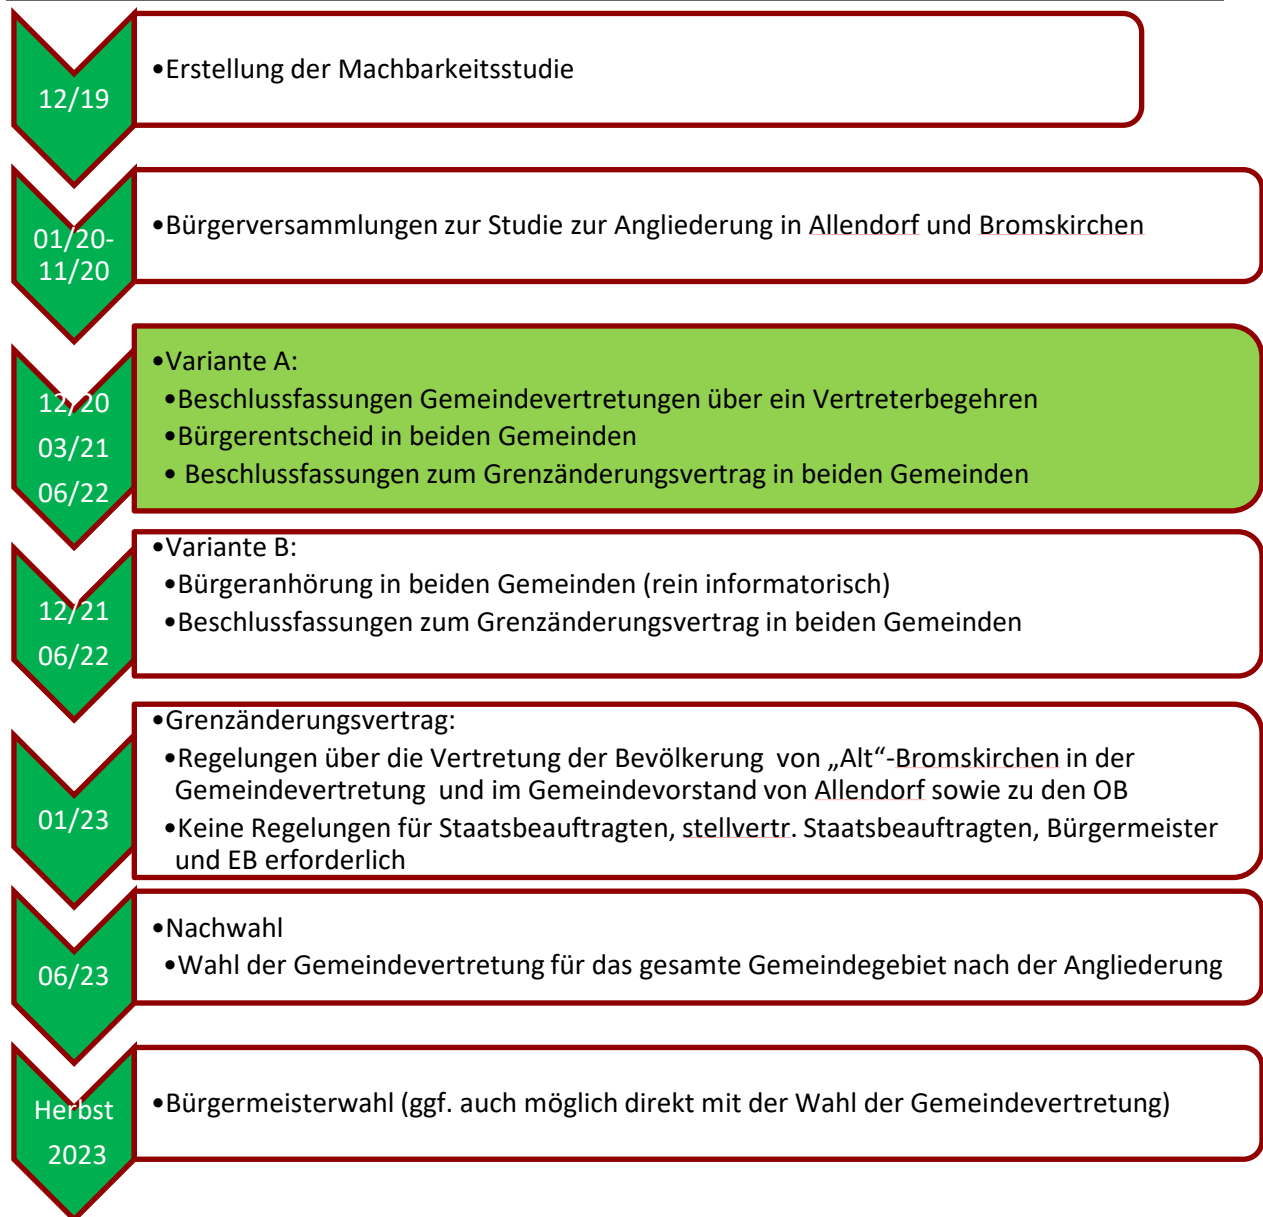 12/19
•Erstellung der Machbarkeitsstudie
01/20-
11/20
•Bürgerversammlungen zur Studie zur Angliederung in Allendorf und Bromskirchen
12/20
03/21
06/22
•Variante A:
•Beschlussfassungen Gemeindevertretungen über ein Vertreterbegehren
•Bürgerentscheid in beiden Gemeinden
• Beschlussfassungen zum Grenzänderungsvertrag in beiden Gemeinden
12/21
06/22
•Variante B:
•Bürgeranhörung in beiden Gemeinden (rein informatorisch)
•Beschlussfassungen zum Grenzänderungsvertrag in beiden Gemeinden
01/23
•Grenzänderungsvertrag:
•Regelungen über die Vertretung der Bevölkerung von „Alt“-Bromskirchen in der
Gemeindevertretung und im Gemeindevorstand von Allendorf sowie zu den OB
•Keine Regelungen für Staatsbeauftragten, stellvertr. Staatsbeauftragten, Bürgermeister
und EB erforderlich
06/23
•Nachwahl
•Wahl der Gemeindevertretung für das gesamte Gemeindegebiet nach der Angliederung
Herbst
2023
•Bürgermeisterwahl (ggf. auch möglich direkt mit der Wahl der Gemeindevertretung)